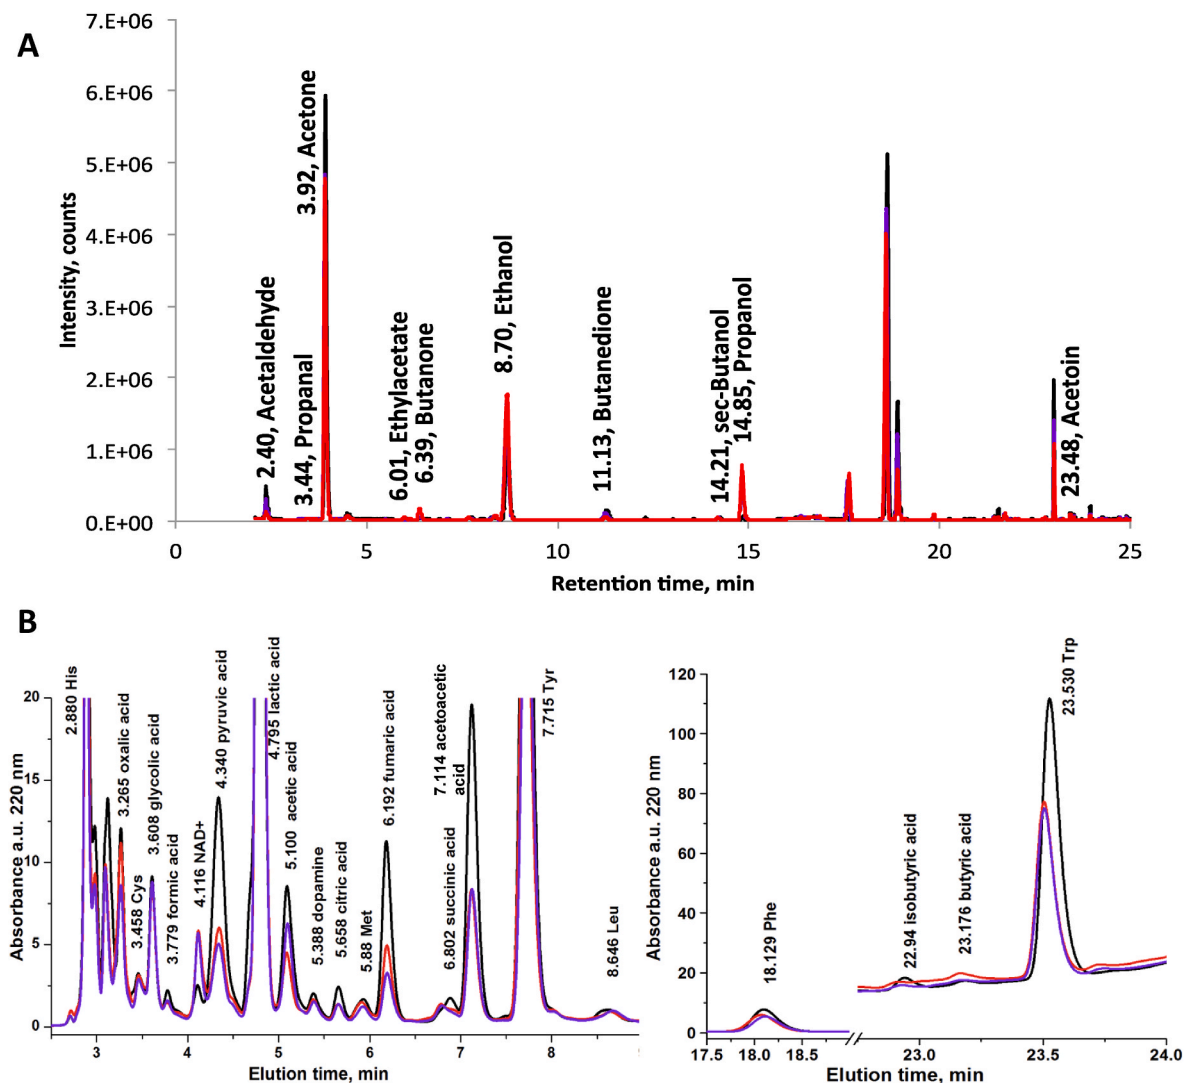 A
7.E+06
6.E+06
5.E+06
4.E+06
3.E+06
2.E+06
1.E+06
0.E+00
Intensity, counts
2.40, Acetaldehyde
3.44, Propanal
3.92, Acetone
6.01, Ethylacetate
6.39, Butanone
8.70, Ethanol
11.13, Butanedione
14.21, sec-Butanol
14.85, Propanol
23.48, Acetoin
0 5 10 15 20 25
Retention time, min
B
20
15
10
5
0
Absorbance a.u. 220 nm
2.880 His
3.265 oxalic acid
3.458 Cys
3.608 glycolic acid
3.779 formic acid
4.116 NAD+
4.340 pyruvic acid
4.795 lactic acid
5.100 acetic acid
5.388 dopamine
5.658 citric acid
5.88 Met
6.192 fumaric acid
6.802 succinic acid
7.114 acetoacetic
acid
7.715 Tyr
8.646 Leu
3 4 5 6 7 8
Elution time, min
120
100
80
60
40
20
0
Absorbance a.u. 220 nm
18.129 Phe
22.94 isobutyric acid
23.176 butyric acid
23.530 Trp
17.5 18.0 18.5 23.0 23.5 24.0
Elution time, min